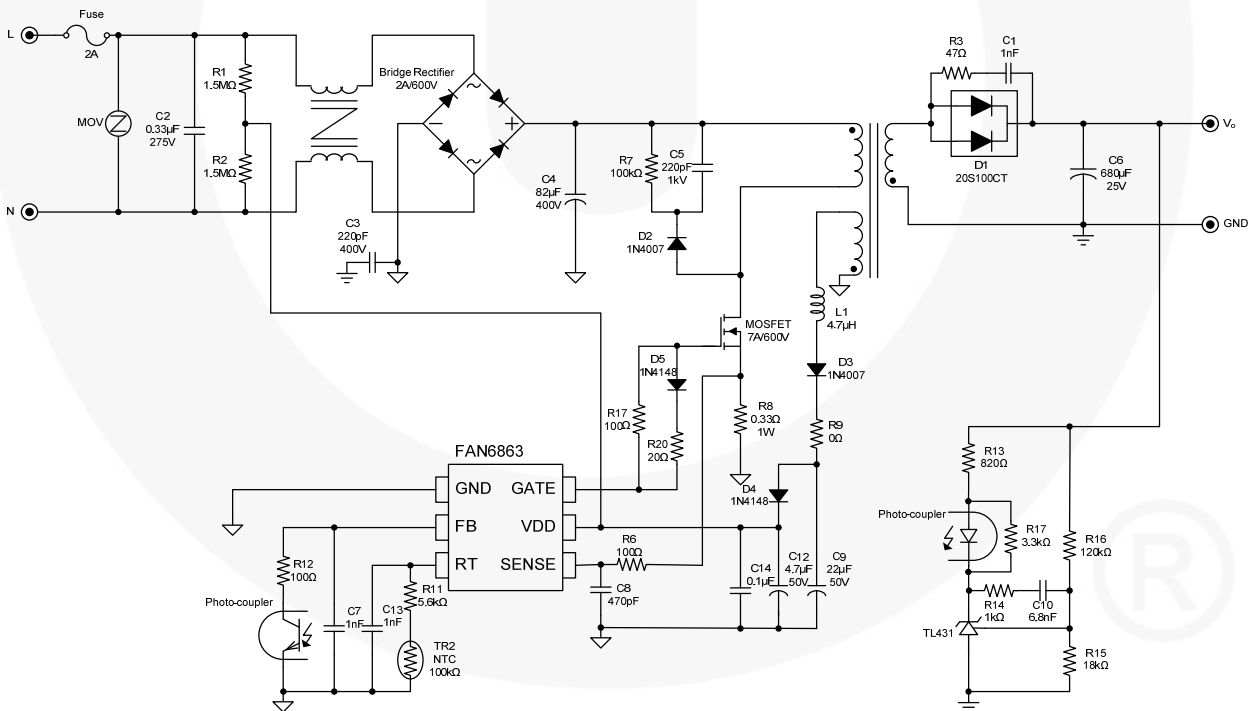 Fuse
L
2A
R1
1.5MΩ
MOV
C2
0.33µF
275V
R2
1.5MΩ
N
Bridge Rectifier
2A/600V
C3
220pF
400V
C4
82µF
400V
R7
100kΩ
C5
220pF
1kV
D2
1N4007
R3
47Ω
C1
1nF
D1
20S100CT
Vo
C6
680µF
25V
GND
L1
4.7µH
MOSFET
7A/600V
D3
1N4007
D5
1N4148
R17
100Ω
R20
20Ω
R8
0.33Ω
1W
R9
0Ω
D4
1N4148
FAN6863
GND
GATE
FB
VDD
RT
SENSE
R6
100Ω
C8
470pF
C14
0.1µF
C12
4.7µF
50V
C9
22µF
50V
R12
100Ω
Photo-coupler
C7
1nF
C13
1nF
R11
5.6kΩ
TR2
NTC
100kΩ
R13
820Ω
Photo-coupler
R17
3.3kΩ
R16
120kΩ
R14
1kΩ
C10
6.8nF
TL431
R15
18kΩ
®